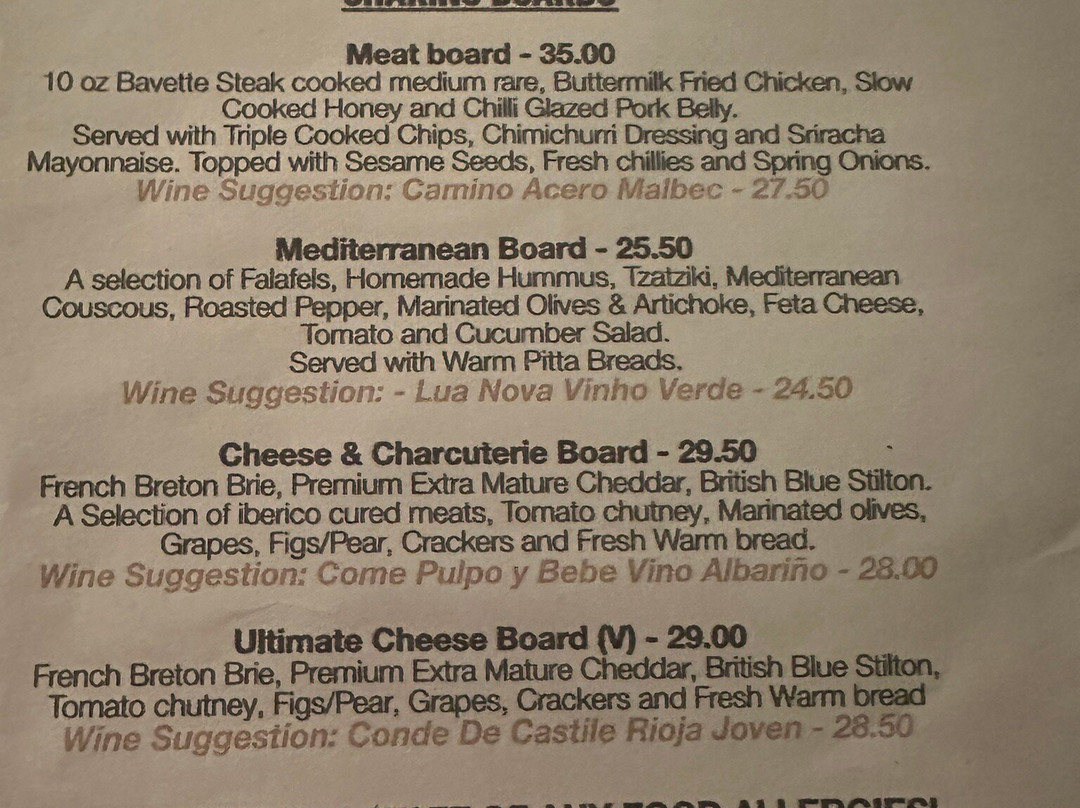 SHARING BOARDS
Meat board - 35.00
10 oz Bavette Steak cooked medium rare, Buttermilk Fried Chicken, Slow
Cooked Honey and Chilli Glazed Pork Belly.
Served with Triple Cooked Chips, Chimichurri Dressing and Sriracha
Mayonnaise. Topped with Sesame Seeds, Fresh chillies and Spring Onions.
Wine Suggestion: Camino Acero Malbec - 27.50
Mediterranean Board - 25.50
A selection of Falafels, Homemade Hummus, Tzatziki, Mediterranean
Couscous, Roasted Pepper, Marinated Olives & Artichoke, Feta Cheese,
Tomato and Cucumber Salad.
Served with Warm Pitta Breads.
Wine Suggestion: - Lua Nova Vinho Verde - 24.50
Cheese & Charcuterie Board - 29.50
French Breton Brie, Premium Extra Mature Cheddar, British Blue Stilton.
A Selection of iberico cured meats, Tomato chutney, Marinated olives,
Grapes, Figs/Pear, Crackers and Fresh Warm bread.
Wine Suggestion: Come Pulpo y Bebe Vino Albariño - 28.00
Ultimate Cheese Board (V) - 29.00
French Breton Brie, Premium Extra Mature Cheddar, British Blue Stilton,
Tomato chutney, Figs/Pear, Grapes, Crackers and Fresh Warm bread
Wine Suggestion: Conde De Castile Rioja Joven - 28.50
OF ANY FOOD ALLERGIES!